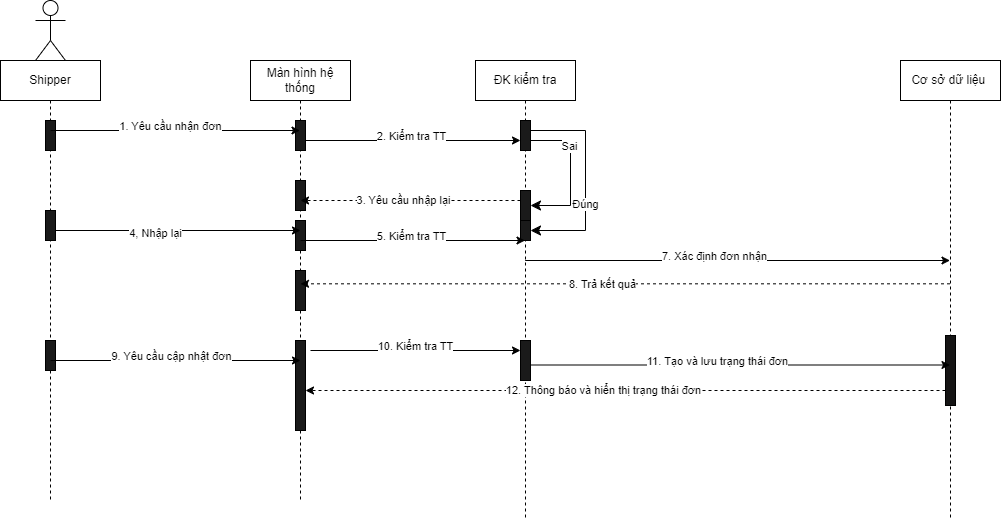 Shipper
Màn hình hệ
thống
ĐK kiểm tra
Cơ sở dữ liệu
1. Yêu cầu nhận đơn
2. Kiểm tra TT
Sai
3. Yêu cầu nhập lại
Đúng
4, Nhập lại
5. Kiểm tra TT
7. Xác định đơn nhận
8. Trả kết quả
9. Yêu cầu cập nhật đơn
10. Kiểm tra TT
11. Tạo và lưu trạng thái đơn
12. Thông báo và hiển thị trạng thái đơn